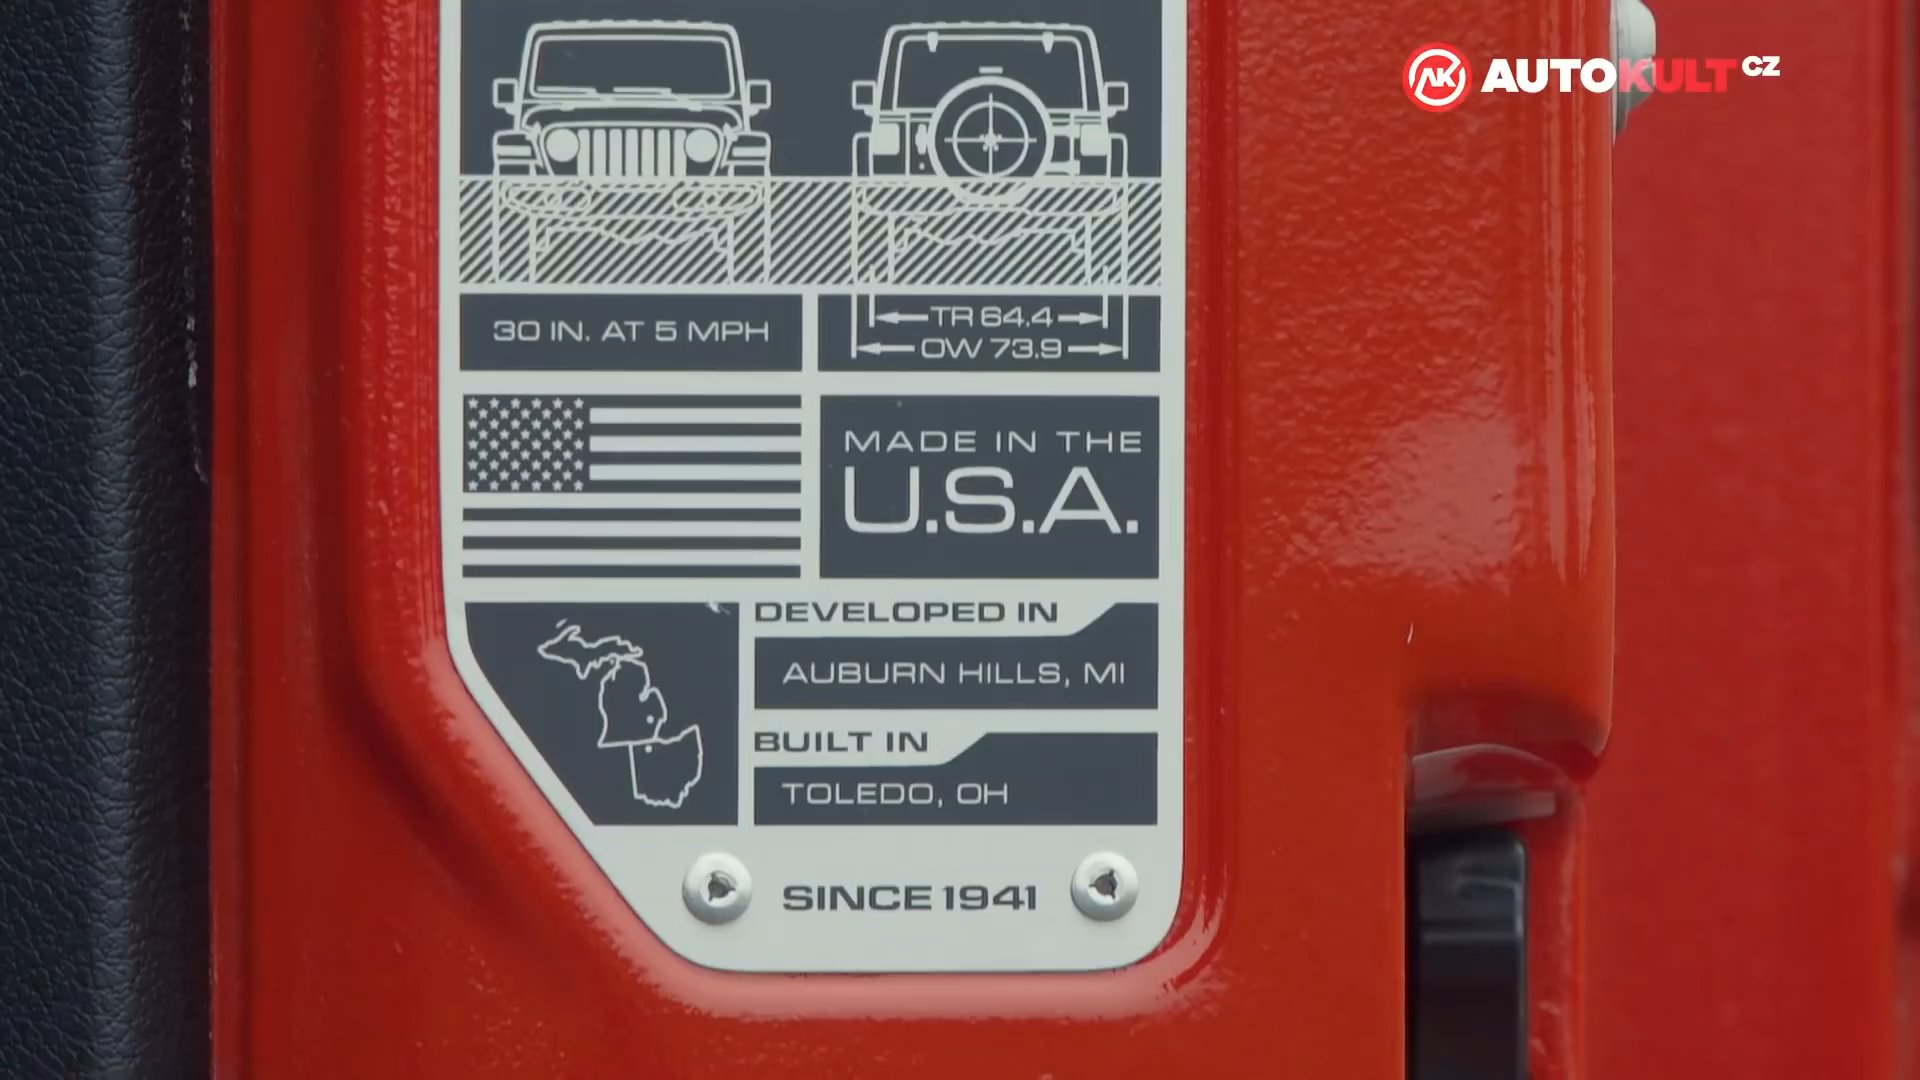 AK AUTOKULT CZ
30 IN. AT 5 MPH
TR 64.4
OW 73.9
MADE IN THE
U.S.A.
DEVELOPED IN
AUBURN HILLS, MI
BUILT IN
TOLEDO, OH
SINCE 1941